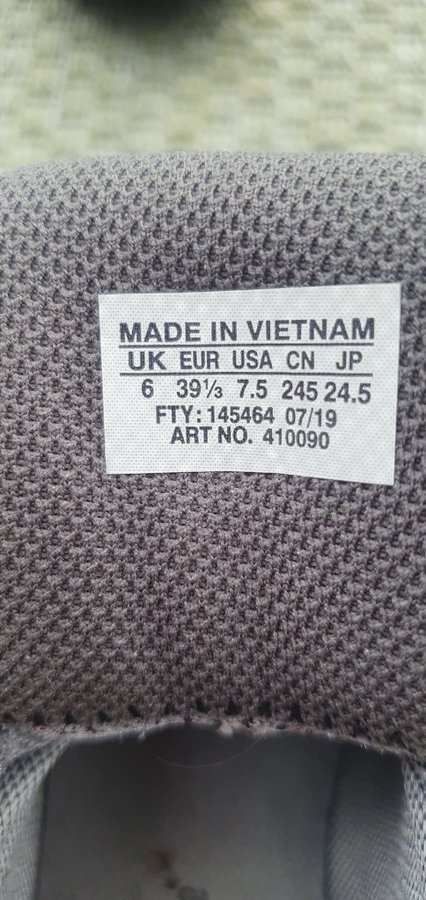 MADE IN VIETNAM
UK EUR USA CN JP
6 39⅓ 7.5 245 24.5
FTY: 145464 07/19
ART NO. 410090